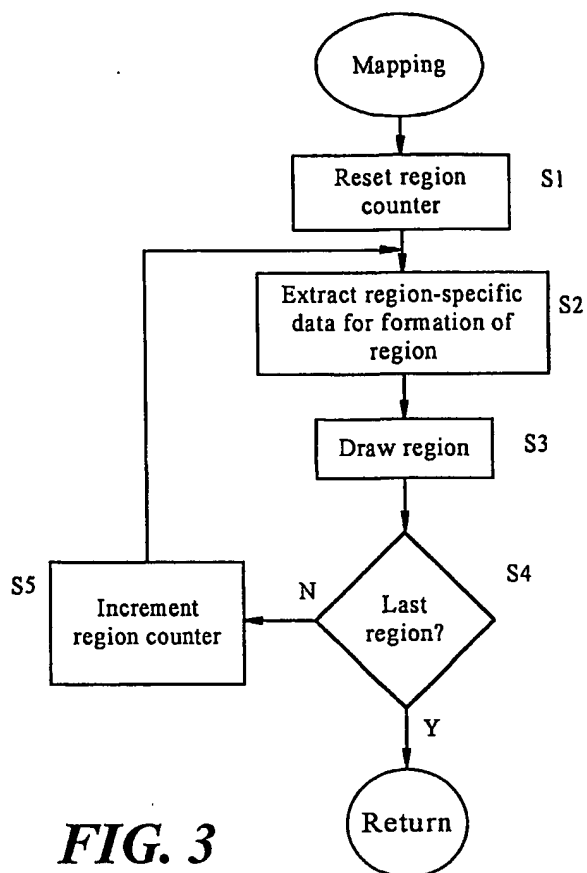 Mapping
Reset region
counter
S1
Extract region-specific
data for formation of
region
S2
Draw region
S3
Last
region?
S4
N
Y
S5
Increment
region counter
Return
FIG. 3